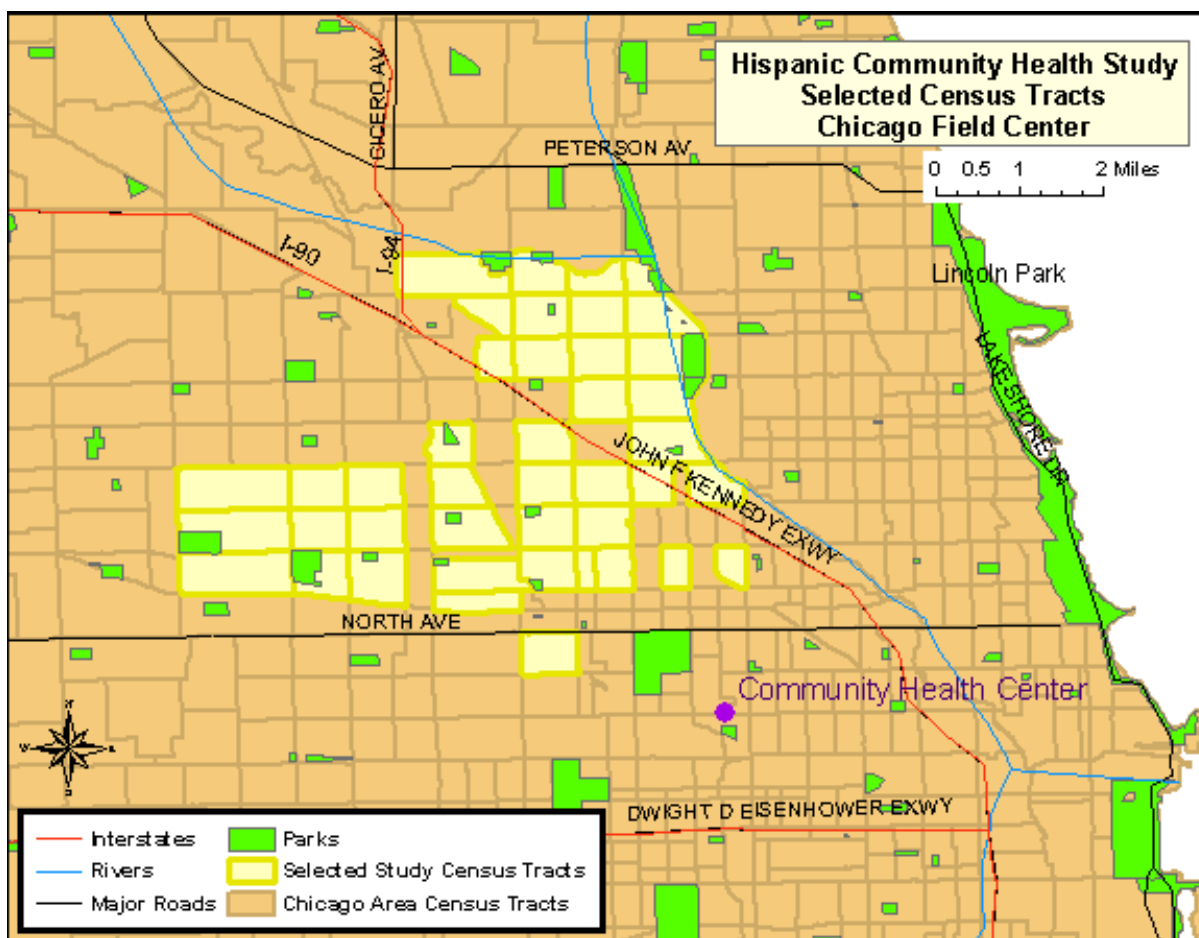 Hispanic Community Health Study
Selected Census Tracts
Chicago Field Center
0 0.5 1 2 Miles
CICERO AV
PETERSON AV
I-90
I-94
Lincoln Park
LAKE SHORE DR
JOHN F KENNEDY EXWY
NORTH AVE
Community Health Center
N
W E
S
DWIGHT D EISENHOWER EXWY
Interstates
Rivers
Major Roads
Parks
Selected Study Census Tracts
Chicago Area Census Tracts